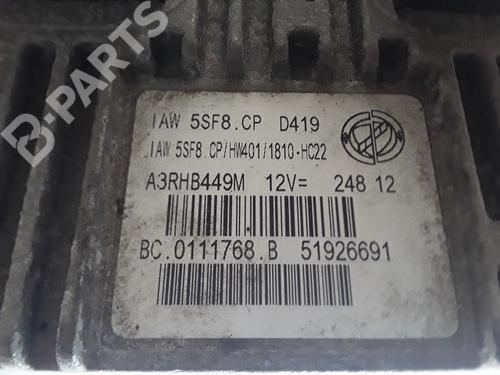 B-PARTS
IAW 5SF8.CP D419
IAW 5SF8.CP/HW401/1810-HC22
A3RHB449M 12V= 248 12
BC.0111768.B 51926691